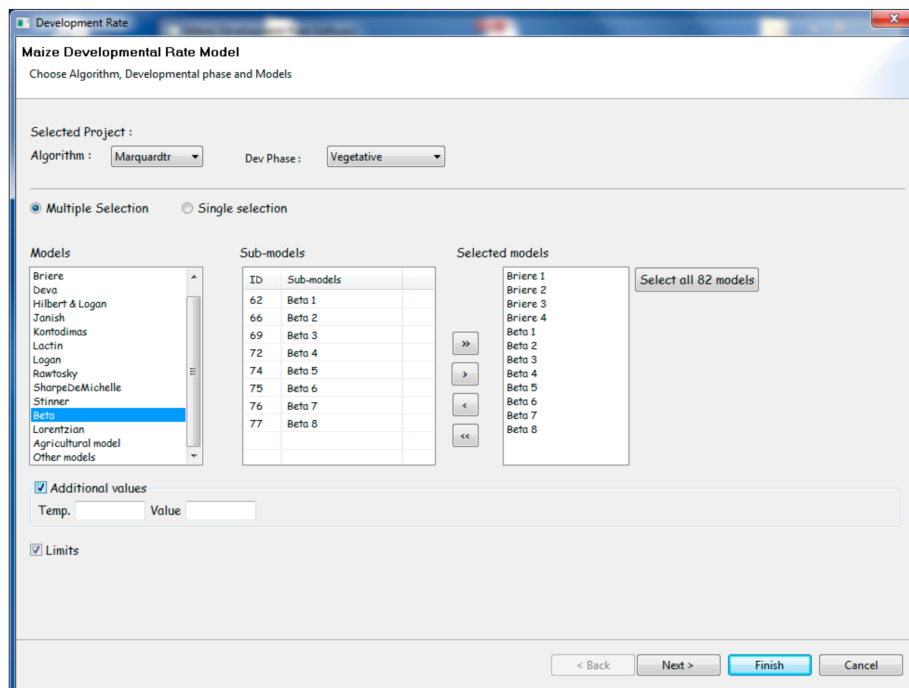 Development Rate
Maize Developmental Rate Model
Choose Algorithm, Developmental phase and Models
Selected Project :
Algorithm : Marquardtr Dev Phase : Vegetative
Multiple Selection Single selection
Models Sub-models Selected models
Briere
Deva
Hilbert & Logan
Janish
Kontodimas
Lactin
Logan
Rawtosky
SharpeDeMichelle
Stinner
Beta
Lorentzian
Agricultural model
Other models
ID Sub-models
62 Beta 1
66 Beta 2
69 Beta 3
72 Beta 4
74 Beta 5
75 Beta 6
76 Beta 7
77 Beta 8
>>
>
<
<<
Briere 1
Briere 2
Briere 3
Briere 4
Beta 1
Beta 2
Beta 3
Beta 4
Beta 5
Beta 6
Beta 7
Beta 8
Select all 82 models
Additional values
Temp. Value
Limits
< Back Next > Finish Cancel